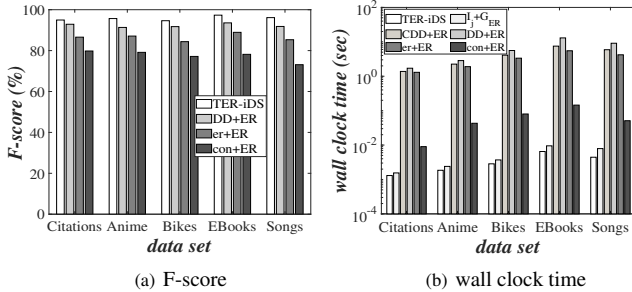 F-score (%)
100
80
60
40
20
0
TER-iDS
DD+ER
er+ER
con+ER
Citations Anime Bikes EBooks Songs
data set
(a) F-score
wall clock time (sec)
10^2
10^0
10^-2
10^-4
TER-iDS I_j+G_ER
CDD+ER DD+ER
er+ER con+ER
Citations Anime Bikes EBooks Songs
data set
(b) wall clock time